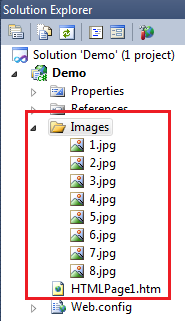 Solution Explorer
Solution 'Demo' (1 project)
Demo
Properties
References
Images
1.jpg
2.jpg
3.jpg
4.jpg
5.jpg
6.jpg
7.jpg
8.jpg
HTMLPage1.htm
Web.config